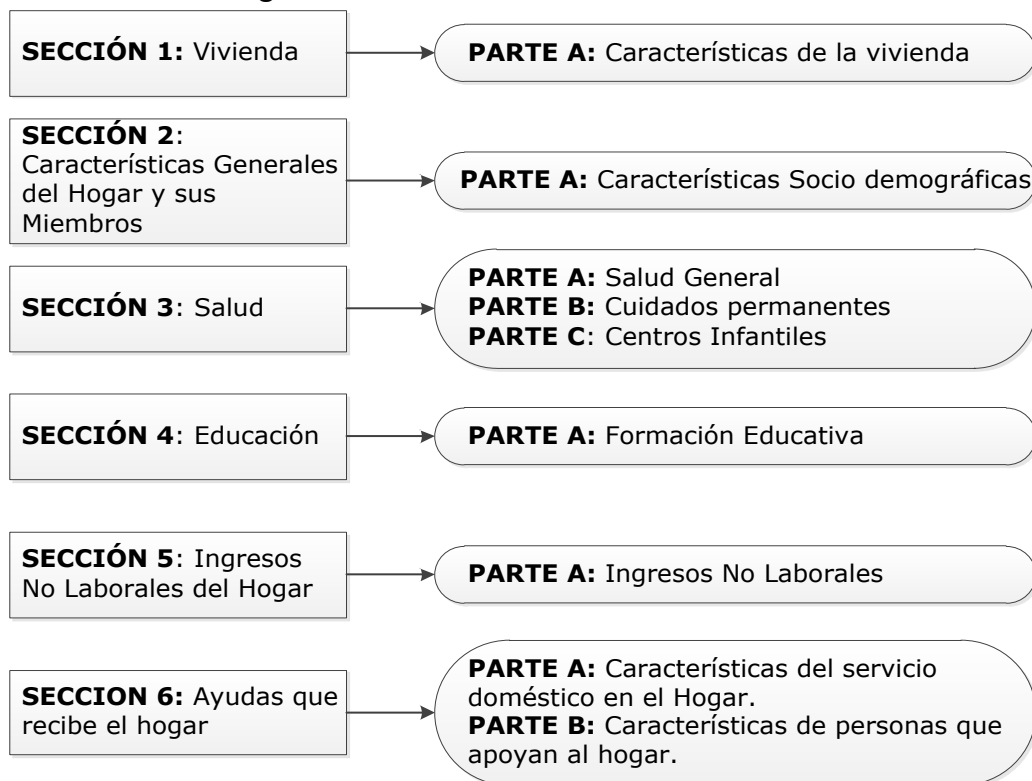 SECCIÓN 1: Vivienda
PARTE A: Características de la vivienda
SECCIÓN 2:
Características Generales
del Hogar y sus
Miembros
PARTE A: Características Socio demográficas
SECCIÓN 3: Salud
PARTE A: Salud General
PARTE B: Cuidados permanentes
PARTE C: Centros Infantiles
SECCIÓN 4: Educación
PARTE A: Formación Educativa
SECCIÓN 5: Ingresos
No Laborales del Hogar
PARTE A: Ingresos No Laborales
SECCION 6: Ayudas que
recibe el hogar
PARTE A: Características del servicio
doméstico en el Hogar.
PARTE B: Características de personas que
apoyan al hogar.